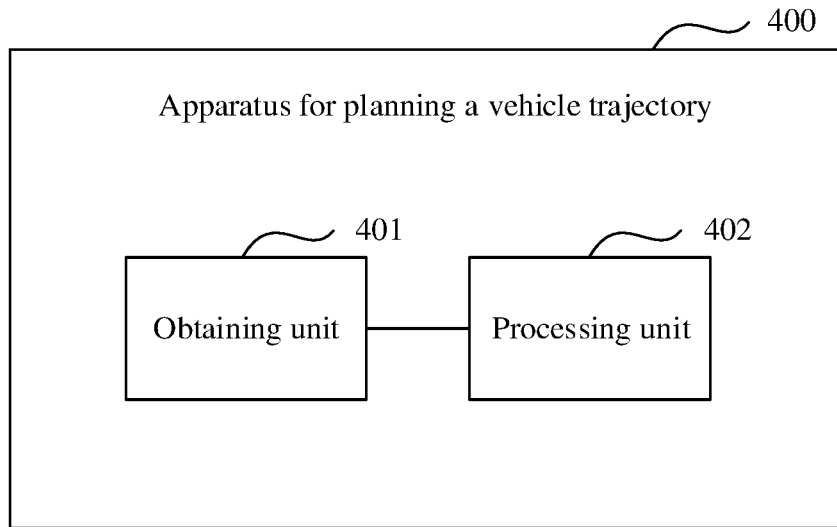 400
Apparatus for planning a vehicle trajectory
401
402
Obtaining unit
Processing unit